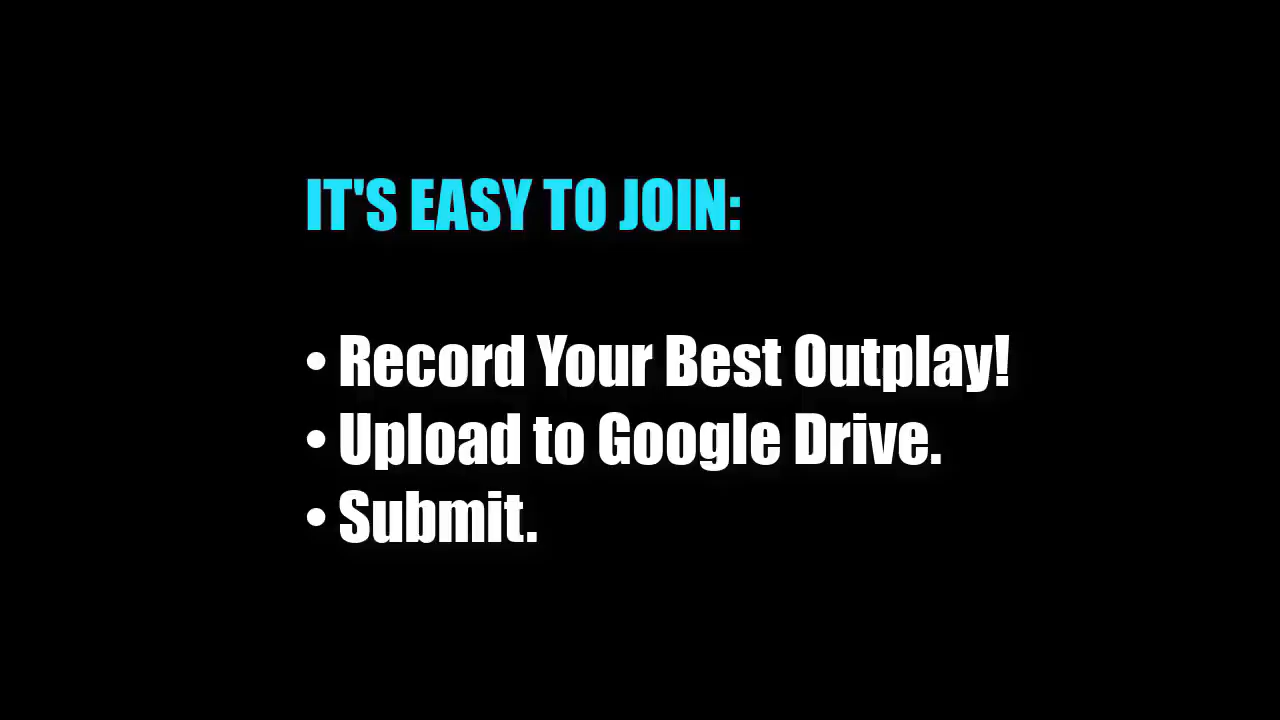 IT'S EASY TO JOIN:
• Record Your Best Outplay!
• Upload to Google Drive.
• Submit.